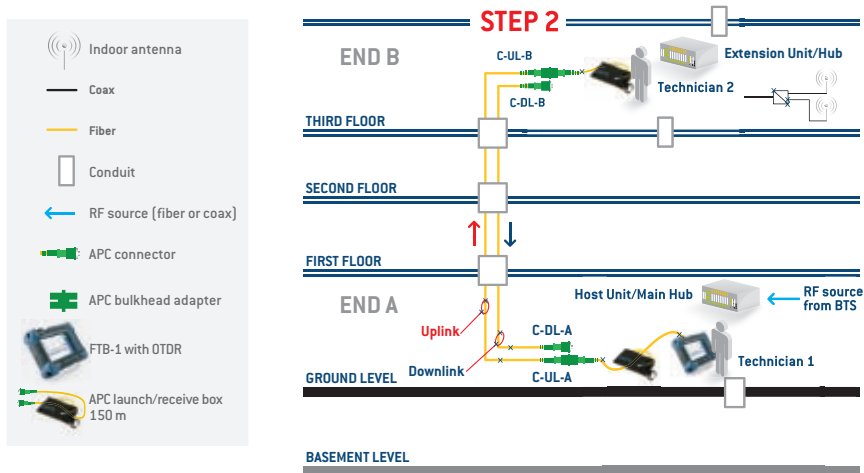 Indoor antenna
Coax
Fiber
Conduit
RF source (fiber or coax)
APC connector
APC bulkhead adapter
FTB-1 with OTDR
APC launch/receive box
150 m
STEP 2
END B
C-UL-B
C-DL-B
Extension Unit/Hub
Technician 2
THIRD FLOOR
SECOND FLOOR
FIRST FLOOR
END A
Host Unit/Main Hub
RF source
from BTS
Uplink
C-DL-A
Downlink
C-UL-A
Technician 1
GROUND LEVEL
BASEMENT LEVEL